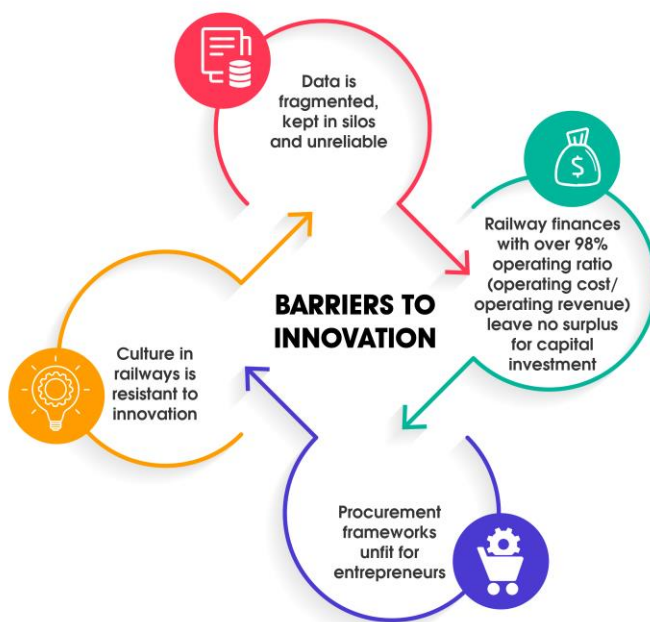 Data is
fragmented,
kept in silos
and unreliable
$
Railway finances
with over 98%
operating ratio
(operating cost/
operating revenue)
leave no surplus
for capital
investment
BARRIERS TO
INNOVATION
Culture in
railways is
resistant to
innovation
Procurement
frameworks
unfit for
entrepreneurs